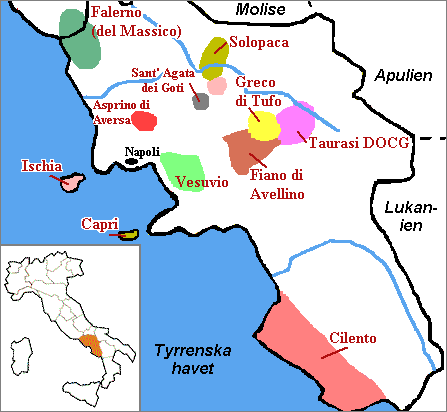 Molise
Falerno
(del Massico)
Solopaca
Apulien
Sant' Agata
dei Goti
Greco
di Tufo
Asprino di
Aversa
Taurasi DOCG
Napoli
Ischia
Vesuvio
Fiano di
Avellino
Lukan-
ien
Capri
Cilento
Tyrrenska
havet